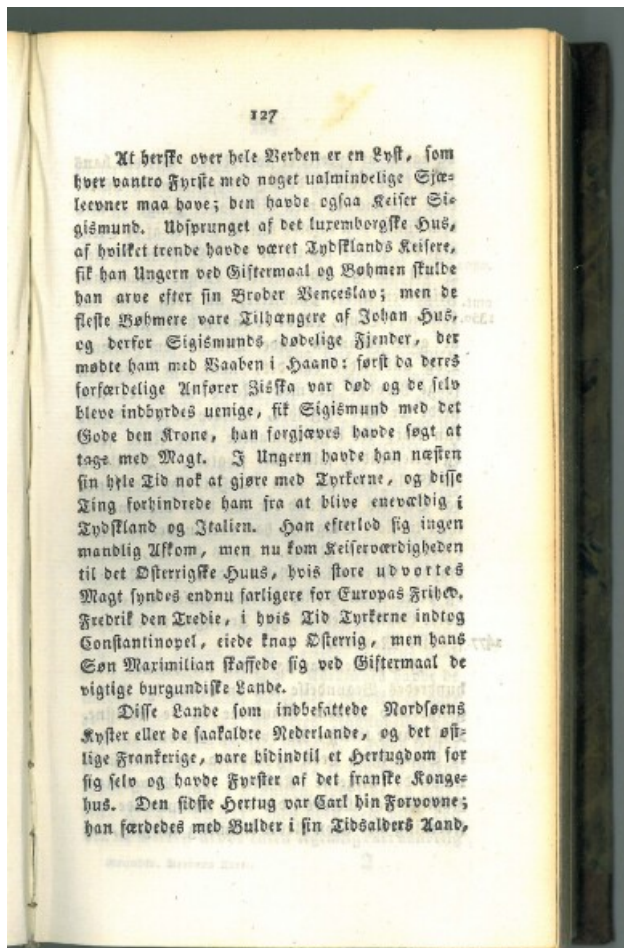 127
At herske over hele Verden er en Lyst, som
hver vantro Fyrste med noget ualmindelige Sjæ-
leevner maa have; den havde ogsaa Keiser Si-
gismund. Udsprunget af det luxemborgske Hus,
af hvilket trende havde været Tydsklands Keisere,
fik han Ungern ved Giftermaal og Bøhmen skulde
han arve efter sin Broder Venceslav; men de
fleste Bøhmere vare Tilhængere af Johan Hus,
og derfor Sigismunds dødelige Fjender, der
mødte ham med Vaaben i Haand: først da deres
forfærdelige Anfører Zisska var død og de selv
bleve indbyrdes uenige, fik Sigismund med det
Gode den Krone, han forgjæves havde søgt at
tage med Magt. I Ungern havde han næsten
sin hele Tid nok at gjøre med Tyrkerne, og disse
Ting forhindrede ham fra at blive enevældig i
Tydskland og Italien. Han efterlod sig ingen
mandlig Afkom, men nu kom Keiserværdigheden
til det Østerrigske Huus, hvis store udvortes
Magt syndes endnu farligere for Europas Frihed.
Fredrik den Tredie, i hvis Tid Tyrkerne indtog
Constantinopel, eiede knap Østerrig, men hans
Søn Maximilian skaffede sig ved Giftermaal de
vigtige burgundiske Lande.
Disse Lande som indbefattede Nordsøens
Kyster eller de saakaldte Nederlande, og det øst-
lige Frankerige, vare hidindtil et Hertugdom for
sig selv og havde Fyrster af det franske Konge-
hus. Den sidste Hertug var Carl hin Forvovne;
han færdedes med Bulder i sin Tidsalders Aand,